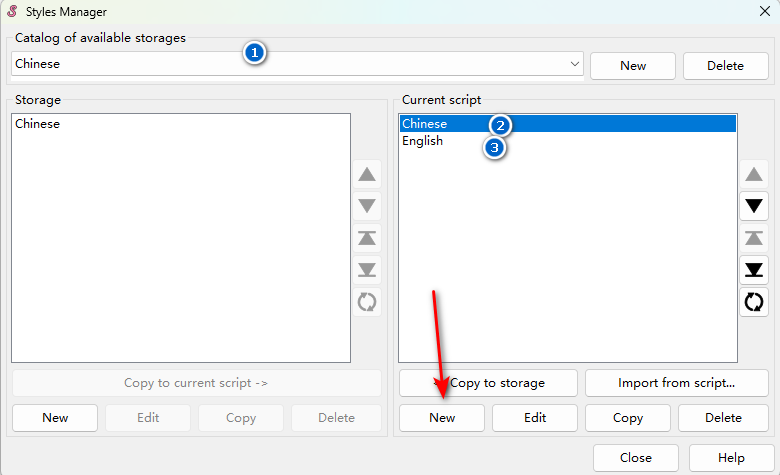 Styles Manager
Catalog of available storages
1
Chinese
New
Delete
Storage
Chinese
Copy to current script ->
New
Edit
Copy
Delete
Current script
Chinese
2
English
3
Copy to storage
Import from script...
New
Edit
Copy
Delete
Close
Help